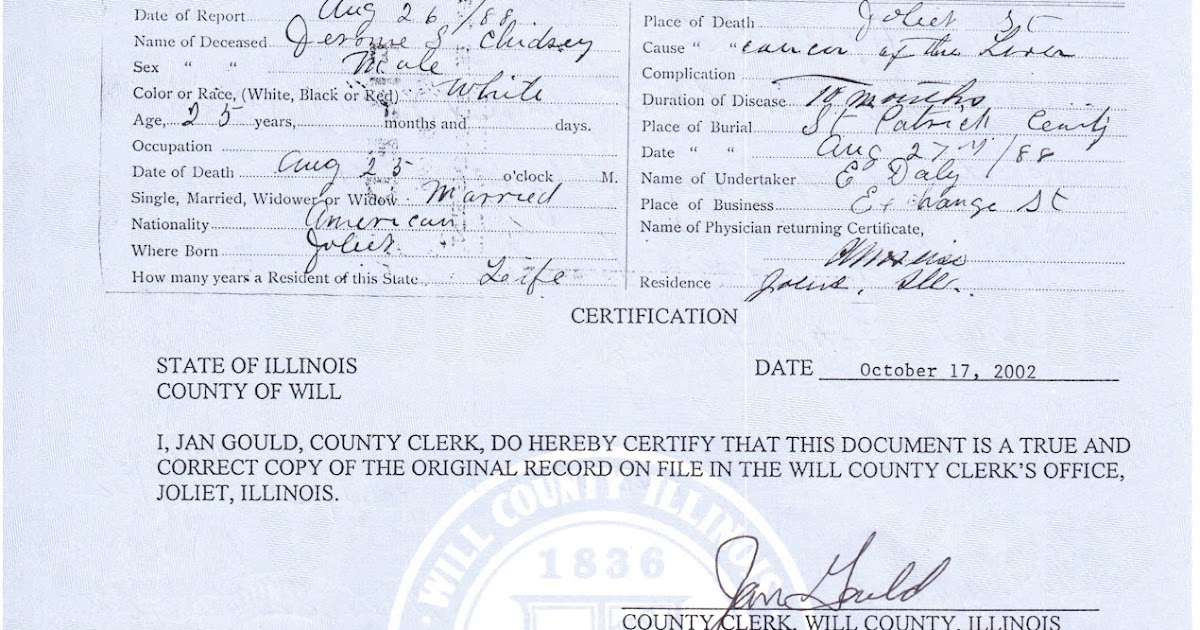 Date of Report Aug 26/88
Name of Deceased Jerome S. Chidsey
Sex " " Male
Color or Race, (White, Black or Red) White
Age, 25 years, months and days.
Occupation
Date of Death Aug 25 o'clock M.
Single, Married, Widower or Widow Married
Nationality American
Where Born Joliet
How many years a Resident of this State Leife
Place of Death Joliet St
Cause " " cancer of the Liver
Complication
Duration of Disease months
Place of Burial St Patrick
Date " " Aug 27 /88
Name of Undertaker E Daly
Place of Business Exchange St
Name of Physician returning Certificate,
Residence Ill.
CERTIFICATION
STATE OF ILLINOIS
COUNTY OF WILL
DATE October 17, 2002
I, JAN GOULD, COUNTY CLERK, DO HEREBY CERTIFY THAT THIS DOCUMENT IS A TRUE AND
CORRECT COPY OF THE ORIGINAL RECORD ON FILE IN THE WILL COUNTY CLERK'S OFFICE,
JOLIET, ILLINOIS.
WILL COUNTY ILLINOIS
1836
Jan Gould
COUNTY CLERK, WILL COUNTY, ILLINOIS